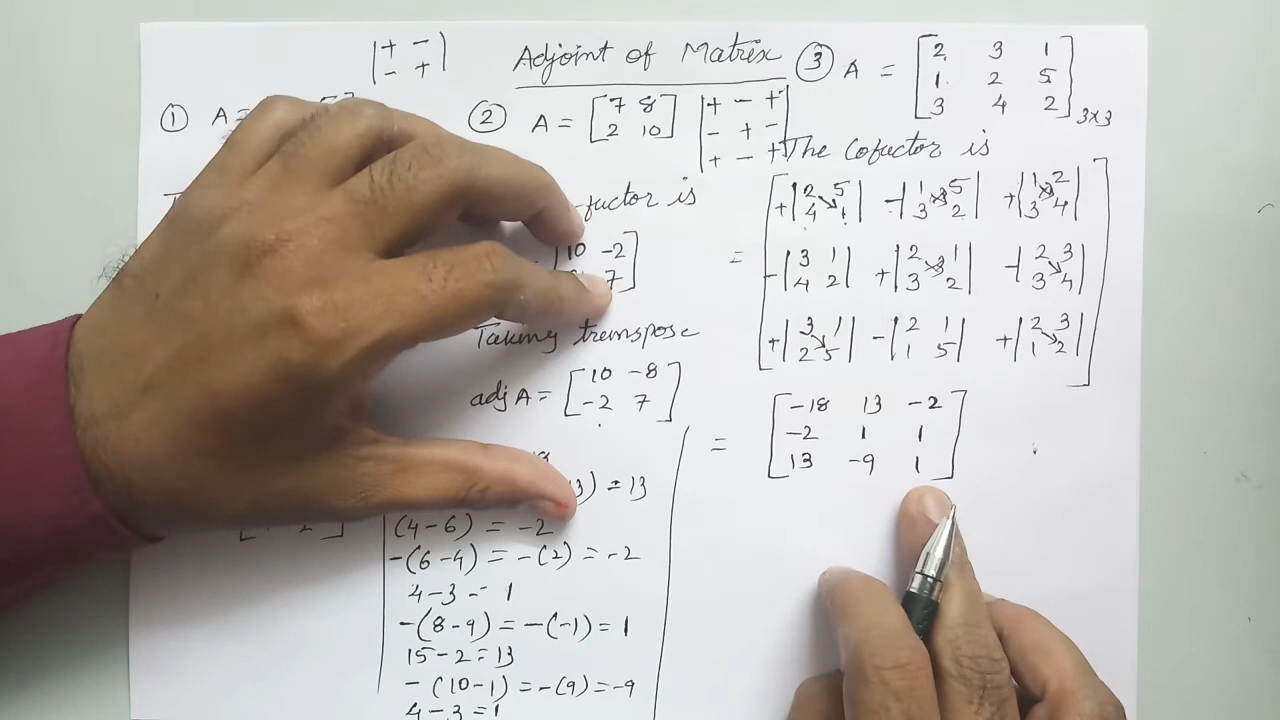 Adjoint of Matrix
| + - |
| - + |
① A =
② A = [ 7 8
2 10 ]
| + - + |
| - + - |
| + - + |
cofactor is
10 -2
7 ]
Taking transpose
adj A = [ 10 -8
-2 7 ]
= 13
(4-6) = -2
-(6-4) = -(2) = -2
4-3 = 1
-(8-9) = -(-1) = 1
15-2 = 13
-(10-1) = -(9) = -9
4-3 = 1
③ A = [ 2 3 1
1 2 5
3 4 2 ] 3x3
The cofactor is
= [ +| 2 5 | -| 1 5 | +| 1 2 |
| 4 | | 3 2 | | 3 4 |
-| 3 1 | +| 2 1 | -| 2 3 |
| 4 2 | | 3 2 | | 3 4 |
+| 3 1 | -| 2 1 | +| 2 3 |
| 2 5 | | 1 5 | | 1 2 | ]
= [ -18 13 -2
-2 1 1
13 -9 1 ]